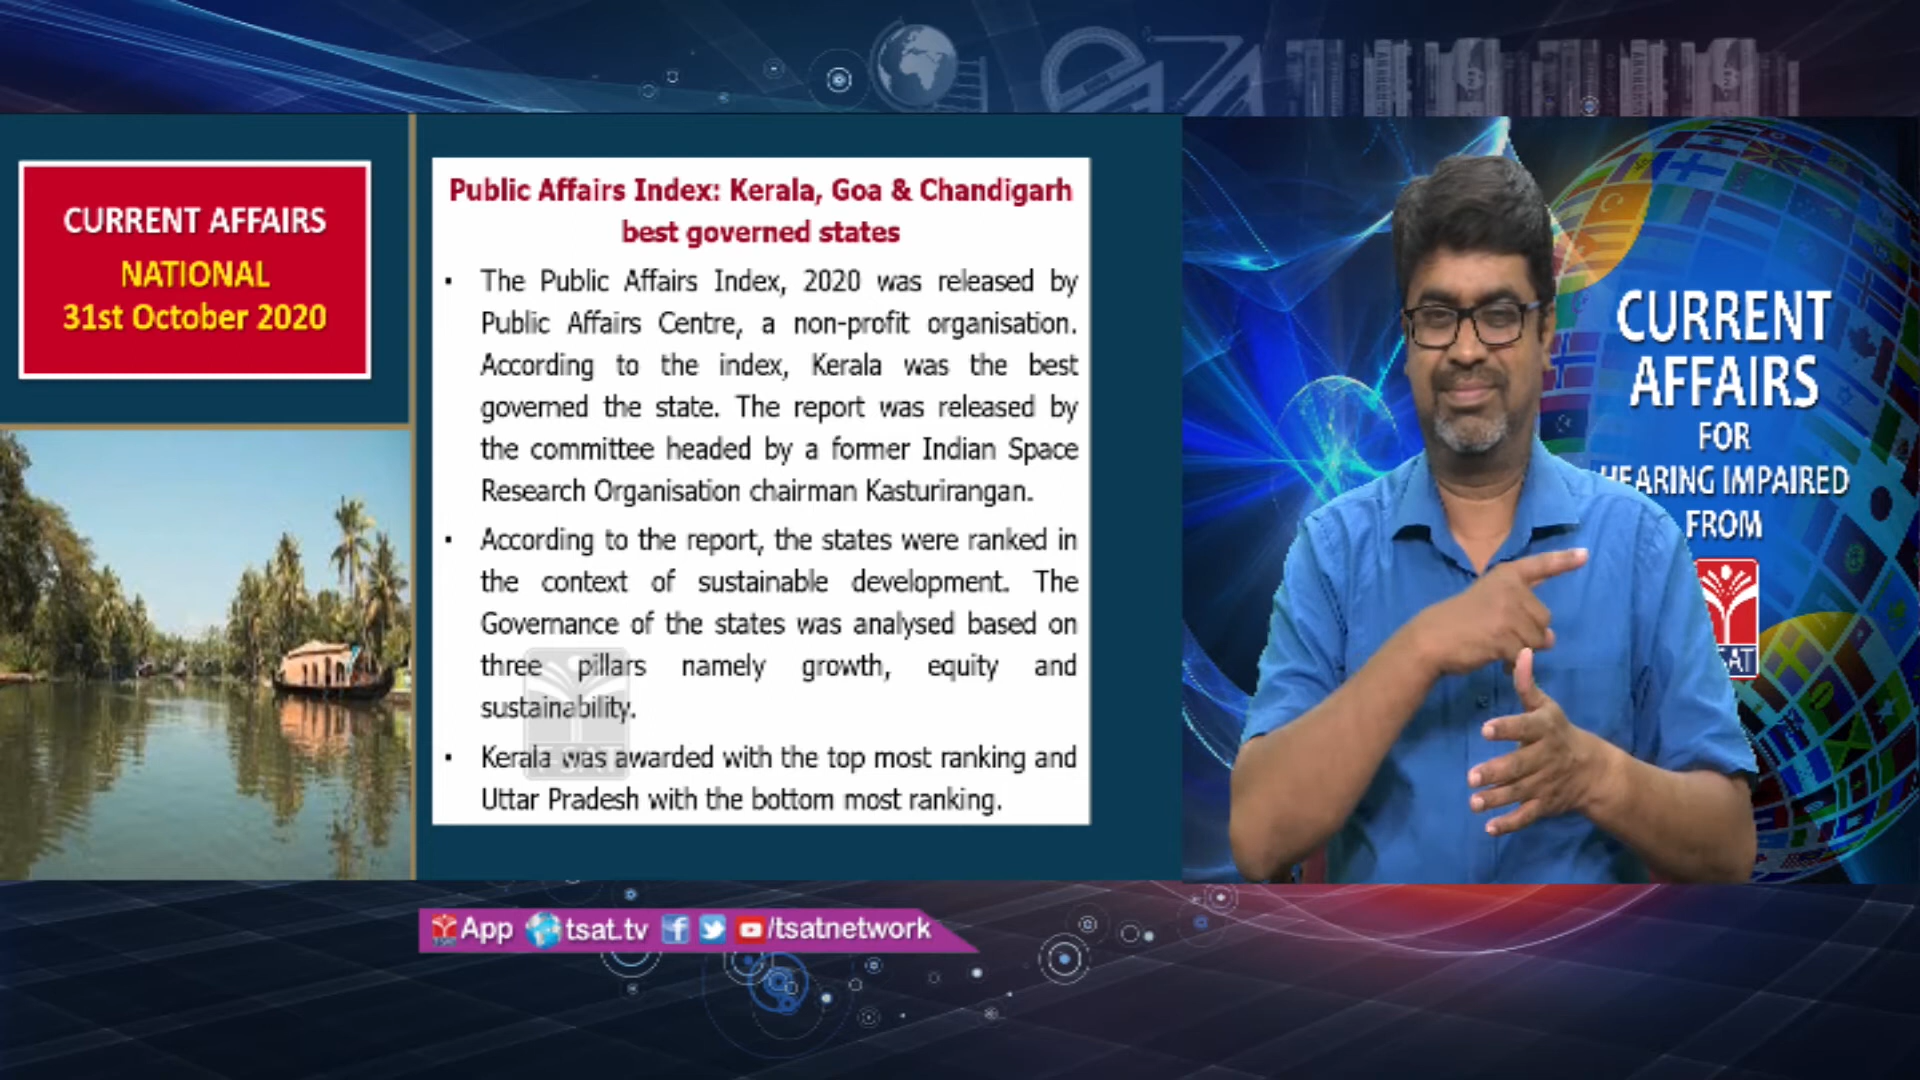 CURRENT AFFAIRS
NATIONAL
31st October 2020
Public Affairs Index: Kerala, Goa & Chandigarh
best governed states
• The Public Affairs Index, 2020 was released by
Public Affairs Centre, a non-profit organisation.
According to the index, Kerala was the best
governed the state. The report was released by
the committee headed by a former Indian Space
Research Organisation chairman Kasturirangan.
• According to the report, the states were ranked in
the context of sustainable development. The
Governance of the states was analysed based on
three pillars namely growth, equity and
sustainability.
• Kerala was awarded with the top most ranking and
Uttar Pradesh with the bottom most ranking.
CURRENT
AFFAIRS
FOR
HEARING IMPAIRED
FROM
App tsat.tv /tsatnetwork